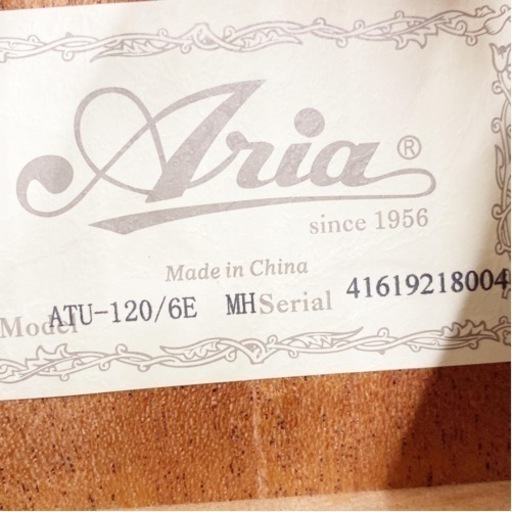 Aria®
since 1956
Made in China
Model ATU-120/6E MH Serial 41619218004